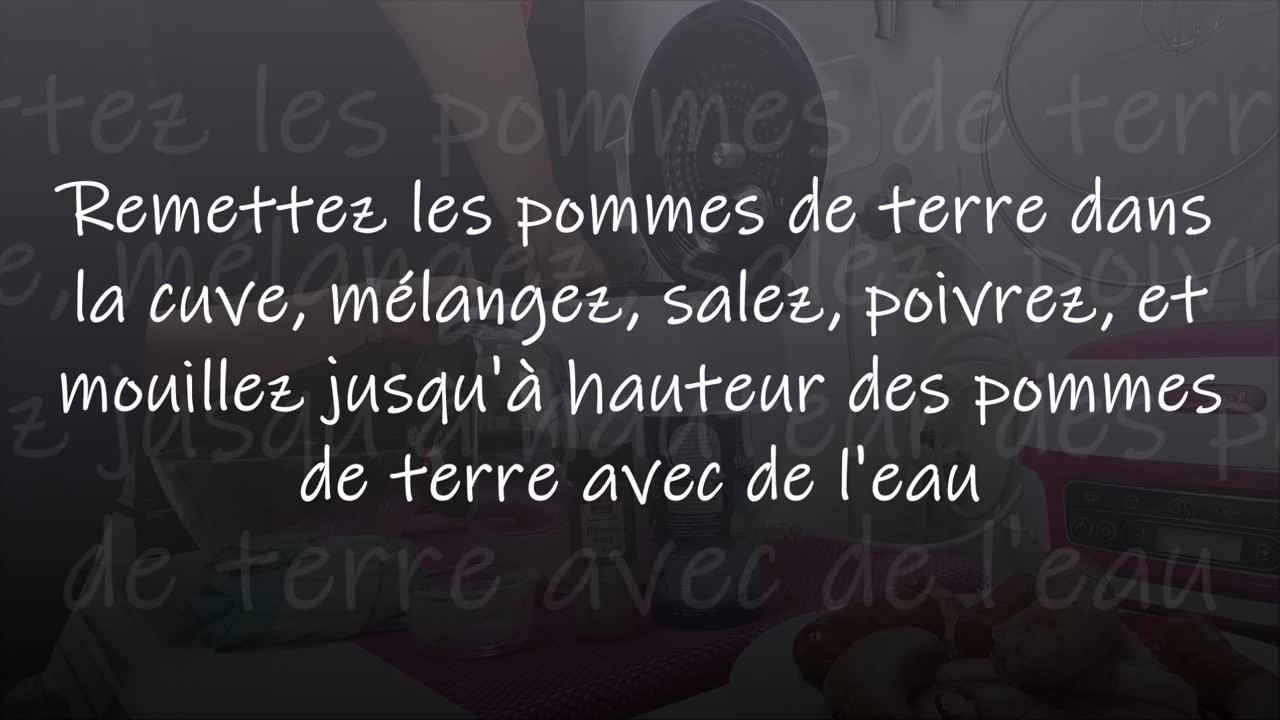 Remettez les pommes de terre dans
la cuve, mélangez, salez, poivrez, et
mouillez jusqu'à hauteur des pommes
de terre avec de l'eau